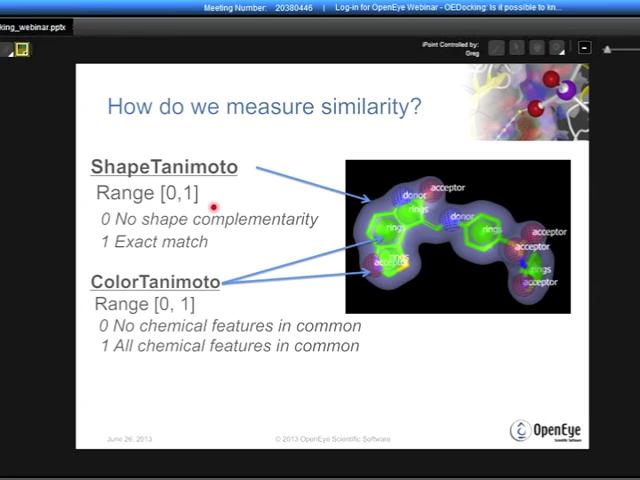 Meeting Number: 20380446 | Log-in for OpenEye Webinar - OEDocking: Is it possible to kn...
king_webinar.pptx
iPoint Controlled by:
Greg
How do we measure similarity?
ShapeTanimoto
Range [0,1]
0 No shape complementarity
1 Exact match
ColorTanimoto
Range [0, 1]
0 No chemical features in common
1 All chemical features in common
donor
acceptor
rings
donor
rings
rings
rings
acceptor
acceptor
acceptor
rings
acceptor
June 26, 2013
© 2013 OpenEye Scientific Software
OpenEye